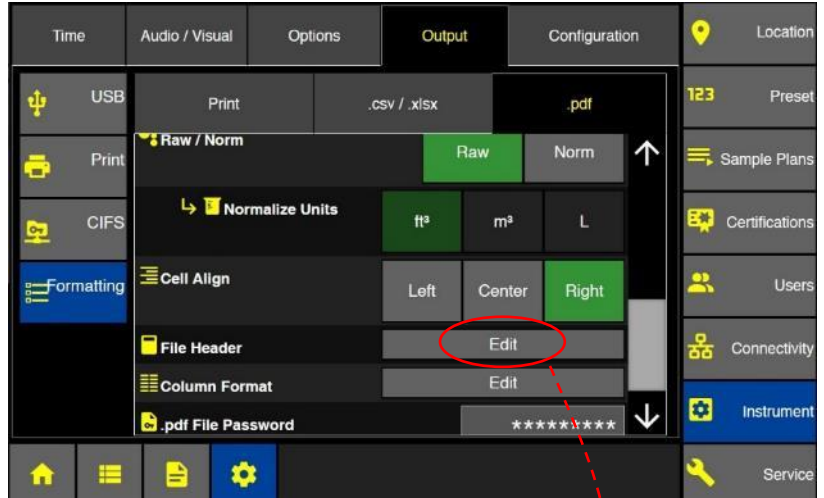 Time Audio / Visual Options Output Configuration
Location
USB
Print .csv / .xlsx .pdf
123 Preset
Raw / Norm Raw Norm
Print
Sample Plans
Normalize Units ft³ m³ L
CIFS
Certifications
Formatting
Cell Align Left Center Right
Users
File Header Edit
Connectivity
Column Format Edit
.pdf File Password *********
Instrument
Service